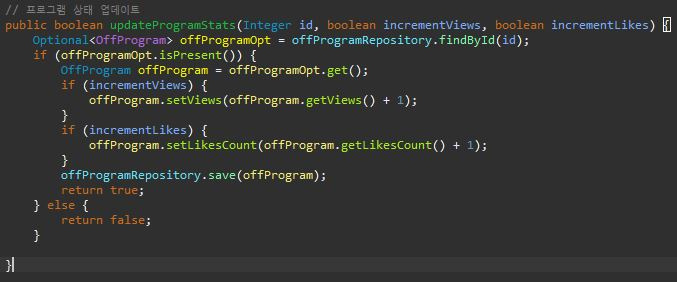 // 프로그램 상태 업데이트
public boolean updateProgramStats(Integer id, boolean incrementViews, boolean incrementLikes) {
    Optional<OffProgram> offProgramOpt = offProgramRepository.findById(id);
    if (offProgramOpt.isPresent()) {
        OffProgram offProgram = offProgramOpt.get();
        if (incrementViews) {
            offProgram.setViews(offProgram.getViews() + 1);
        }
        if (incrementLikes) {
            offProgram.setLikesCount(offProgram.getLikesCount() + 1);
        }
        offProgramRepository.save(offProgram);
        return true;
    } else {
        return false;
    }
}